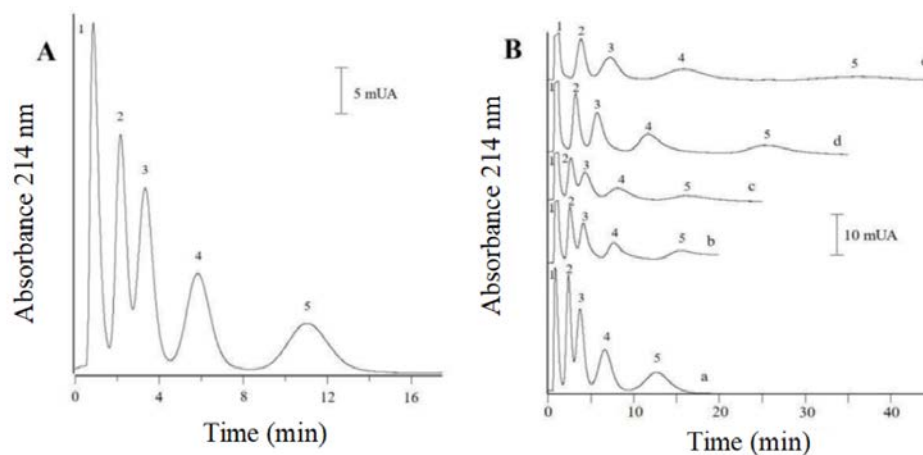 A
Absorbance 214 nm
1
2
3
4
5
5 mUA
0 4 8 12 16
Time (min)
B
Absorbance 214 nm
1 2 3 4 5
1 2 3 4 5 d
1 2 3 4 5 c
1 2 3 4 5 b
10 mUA
1 2 3 4 5 a
0 10 20 30 40
Time (min)